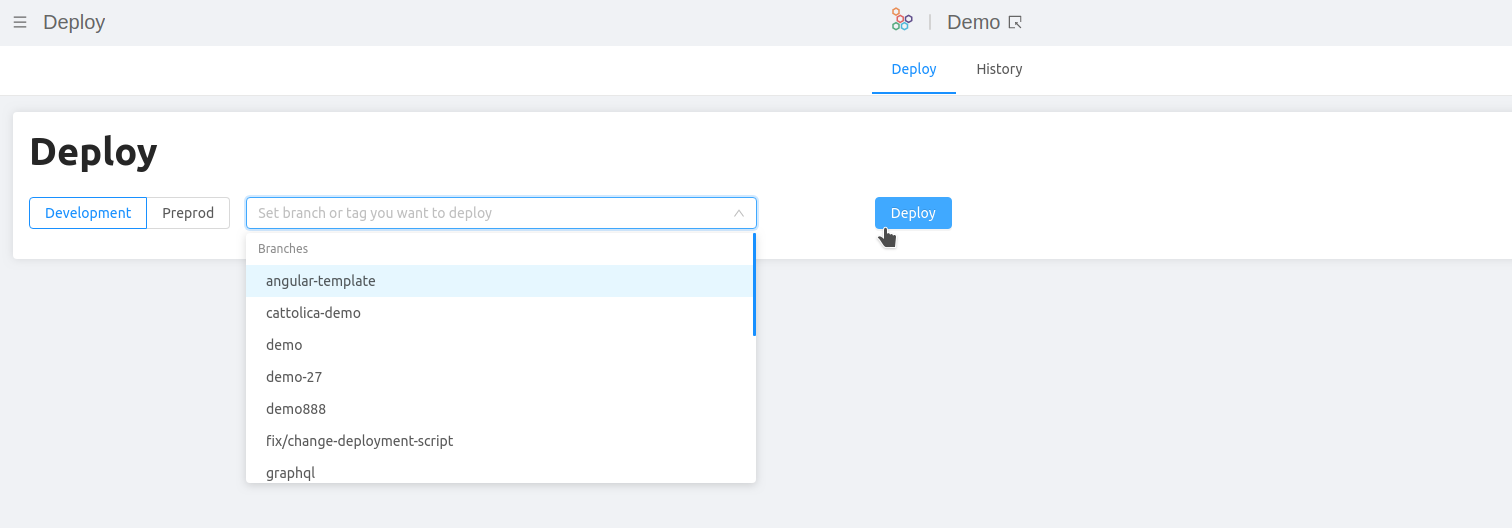 Deploy
Demo
Deploy History
Deploy
Development Preprod Set branch or tag you want to deploy Deploy
Branches
angular-template
cattolica-demo
demo
demo-27
demo888
fix/change-deployment-script
graphql